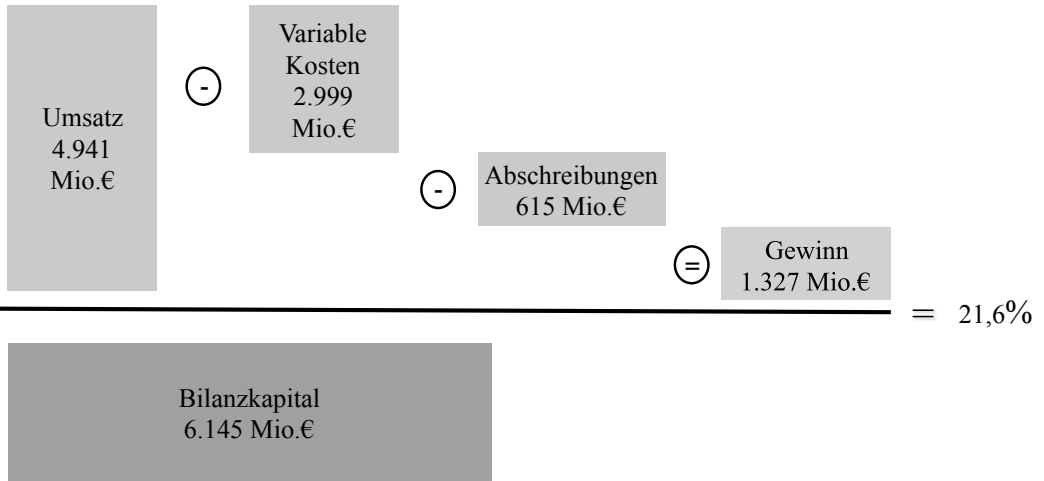 Umsatz
4.941
Mio.€
-
Variable
Kosten
2.999
Mio.€
-
Abschreibungen
615 Mio.€
=
Gewinn
1.327 Mio.€
= 21,6%
Bilanzkapital
6.145 Mio.€